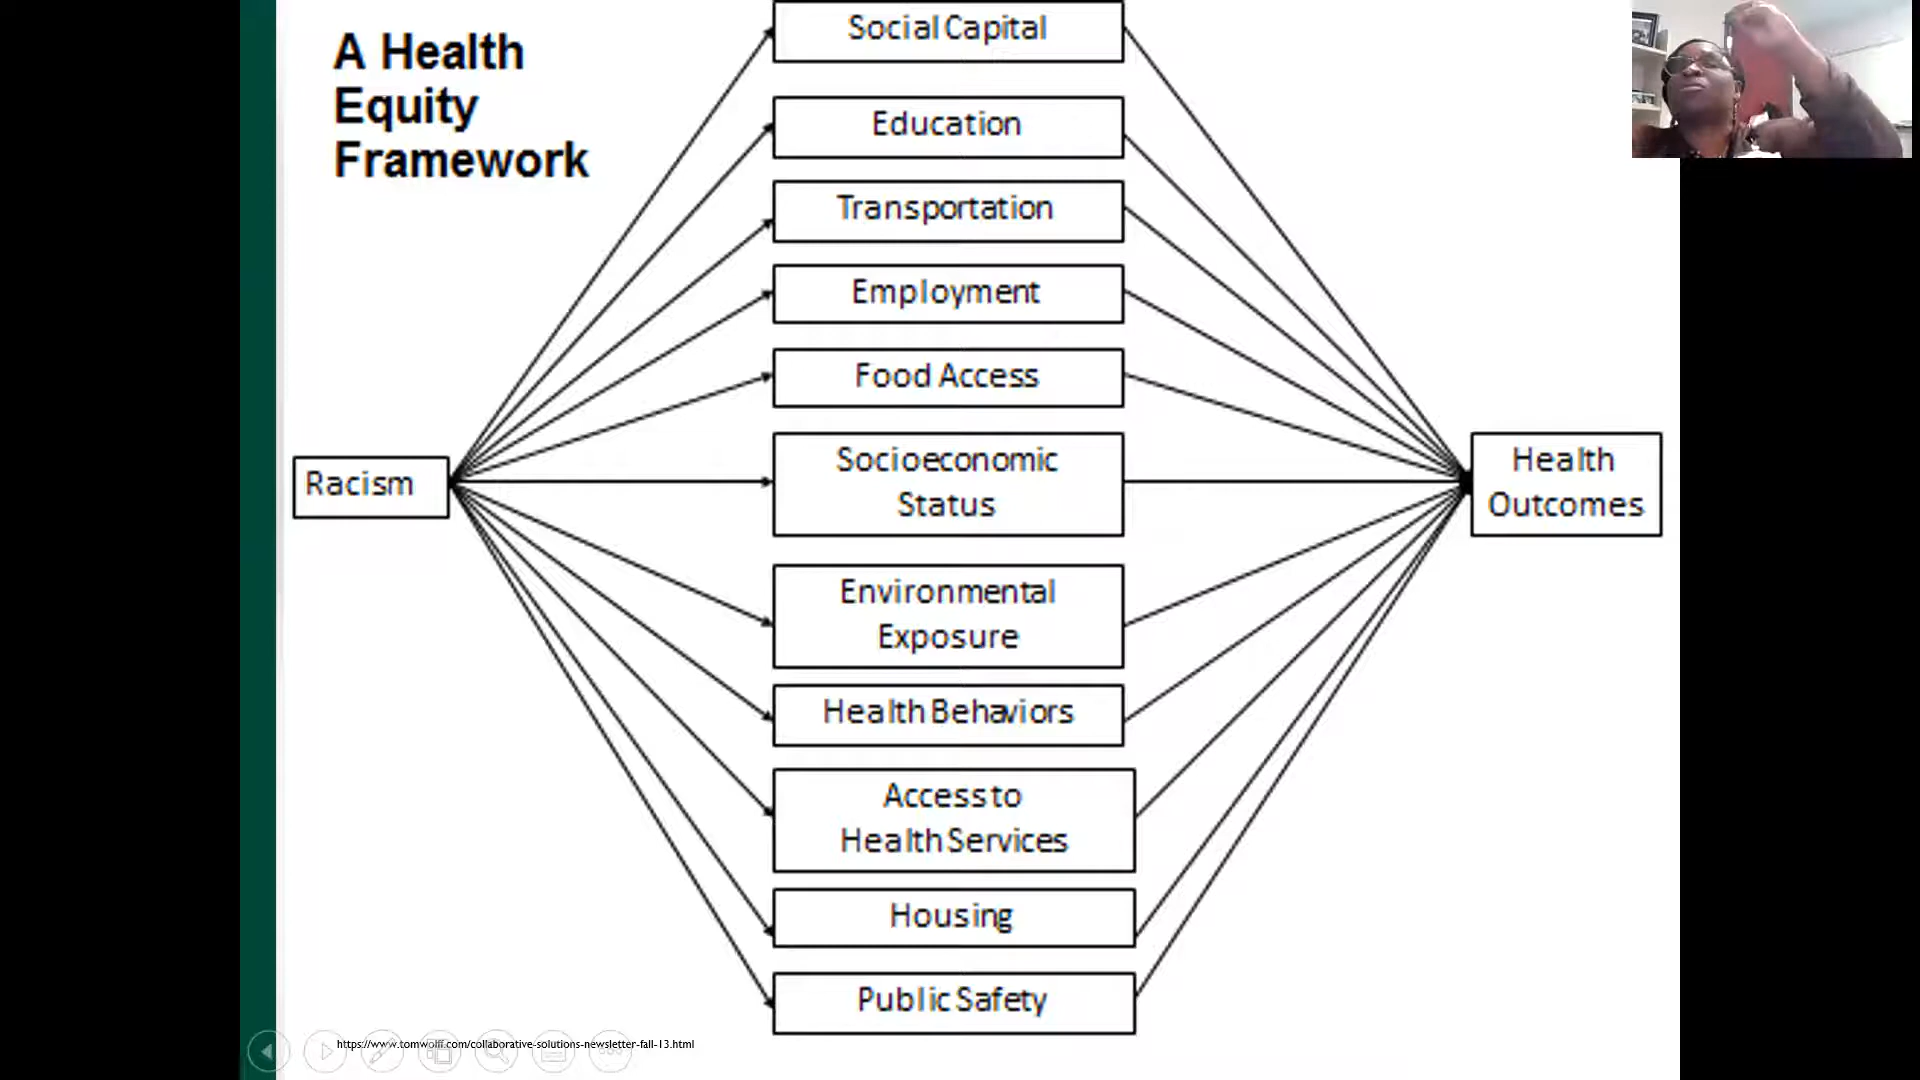 A Health
Equity
Framework
Social Capital
Education
Transportation
Employment
Food Access
Socioeconomic
Status
Racism
Health
Outcomes
Environmental
Exposure
Health Behaviors
Access to
Health Services
Housing
Public Safety
https://www.tomwolff.com/collaborative-solutions-newsletter-fall-13.html